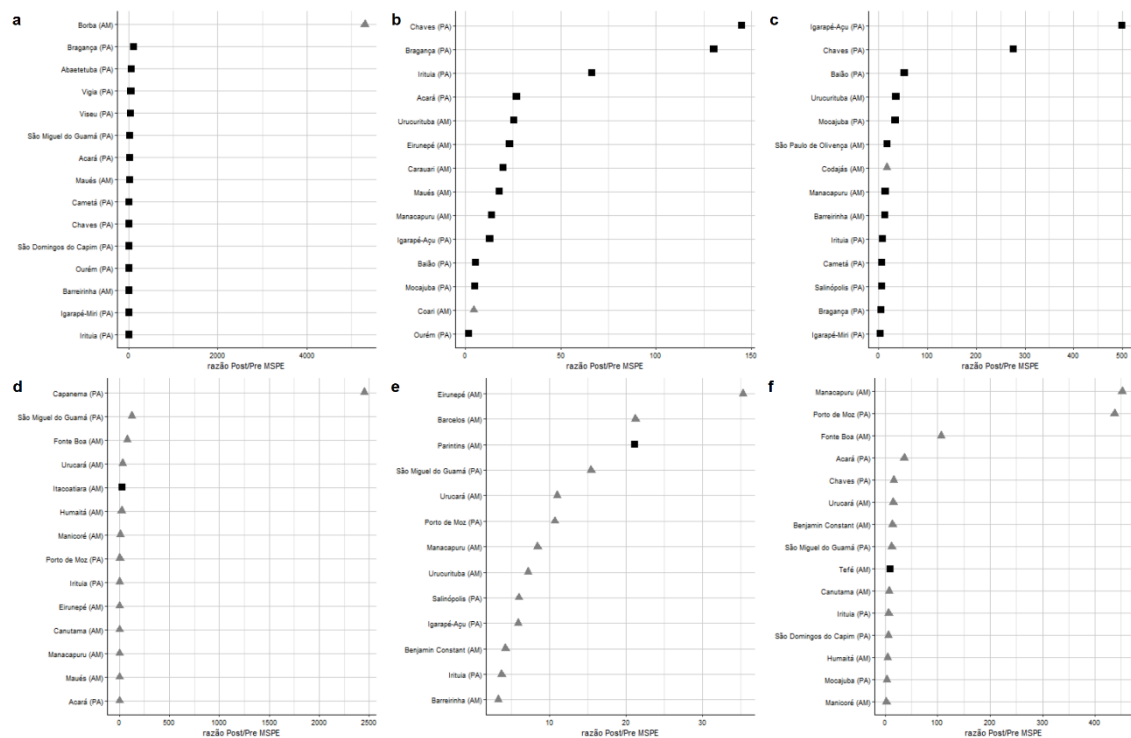 a
Borba (AM)
Bragança (PA)
Abaetetuba (PA)
Vigia (PA)
Viseu (PA)
São Miguel do Guamá (PA)
Acará (PA)
Maués (AM)
Cametá (PA)
Chaves (PA)
São Domingos do Capim (PA)
Ourém (PA)
Barreirinha (AM)
Igarapé-Miri (PA)
Irituia (PA)
0 2000 4000
razão Post/Pre MSPE
b
Chaves (PA)
Bragança (PA)
Irituia (PA)
Acará (PA)
Urucurituba (AM)
Eirunepé (AM)
Carauari (AM)
Maués (AM)
Manacapuru (AM)
Igarapé-Açu (PA)
Baião (PA)
Mocajuba (PA)
Coari (AM)
Ourém (PA)
0 50 100 150
razão Post/Pre MSPE
c
Igarapé-Açu (PA)
Chaves (PA)
Baião (PA)
Urucurituba (AM)
Mocajuba (PA)
São Paulo de Olivença (AM)
Codajás (AM)
Manacapuru (AM)
Barreirinha (AM)
Irituia (PA)
Cametá (PA)
Salinópolis (PA)
Bragança (PA)
Igarapé-Miri (PA)
0 100 200 300 400 500
razão Post/Pre MSPE
d
Capanema (PA)
São Miguel do Guamá (PA)
Fonte Boa (AM)
Urucará (AM)
Itacoatiara (AM)
Humaitá (AM)
Manicoré (AM)
Porto de Moz (PA)
Irituia (PA)
Eirunepé (AM)
Canutama (AM)
Manacapuru (AM)
Maués (AM)
Acará (PA)
0 500 1000 1500 2000 2500
razão Post/Pre MSPE
e
Eirunepé (AM)
Barcelos (AM)
Parintins (AM)
São Miguel do Guamá (PA)
Urucará (AM)
Porto de Moz (PA)
Manacapuru (AM)
Urucurituba (AM)
Salinópolis (PA)
Igarapé-Açu (PA)
Benjamin Constant (AM)
Irituia (PA)
Barreirinha (AM)
10 20 30
razão Post/Pre MSPE
f
Manacapuru (AM)
Porto de Moz (PA)
Fonte Boa (AM)
Acará (PA)
Chaves (PA)
Urucará (AM)
Benjamin Constant (AM)
São Miguel do Guamá (PA)
Tefé (AM)
Canutama (AM)
Irituia (PA)
São Domingos do Capim (PA)
Humaitá (AM)
Mocajuba (PA)
Manicoré (AM)
0 100 200 300 400
razão Post/Pre MSPE